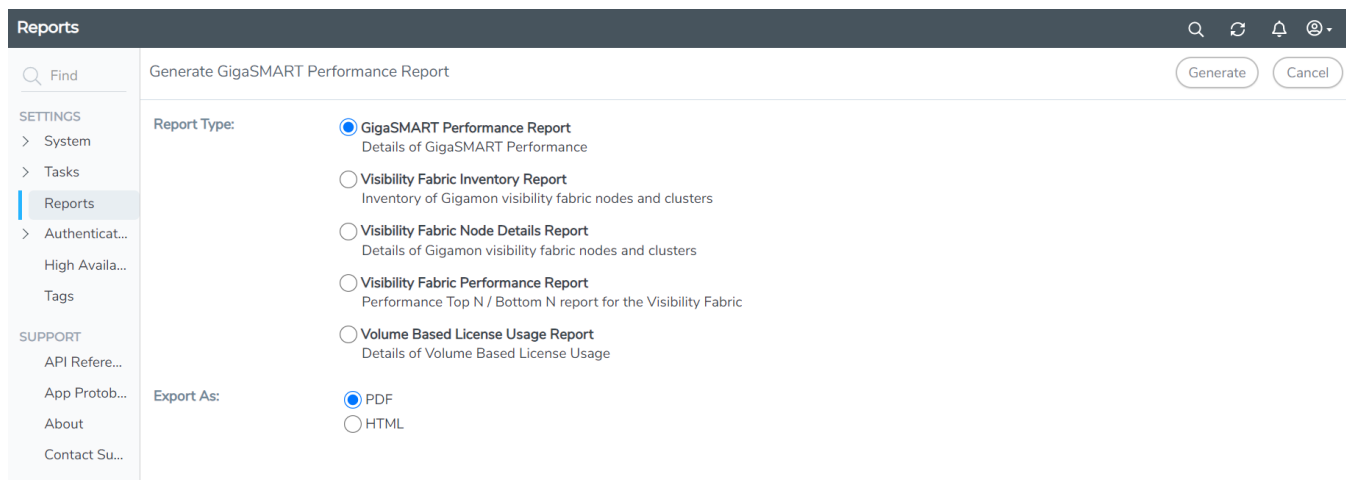 Reports
Find
Generate GigaSMART Performance Report
Generate
Cancel
SETTINGS
System
Tasks
Reports
Authenticat...
High Availa...
Tags
SUPPORT
API Refere...
App Protob...
About
Contact Su...
Report Type:
GigaSMART Performance Report
Details of GigaSMART Performance
Visibility Fabric Inventory Report
Inventory of Gigamon visibility fabric nodes and clusters
Visibility Fabric Node Details Report
Details of Gigamon visibility fabric nodes and clusters
Visibility Fabric Performance Report
Performance Top N / Bottom N report for the Visibility Fabric
Volume Based License Usage Report
Details of Volume Based License Usage
Export As:
PDF
HTML